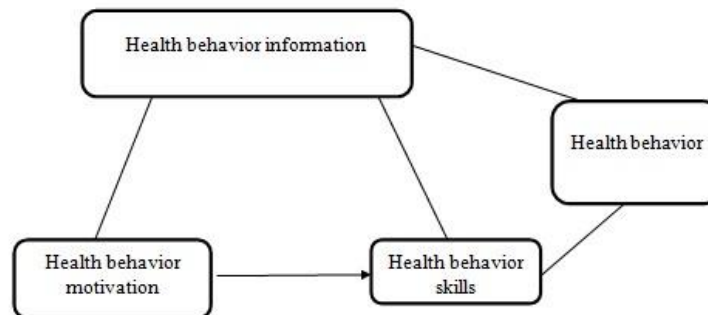 Health behavior information
Health behavior
Health behavior
motivation
Health behavior
skills